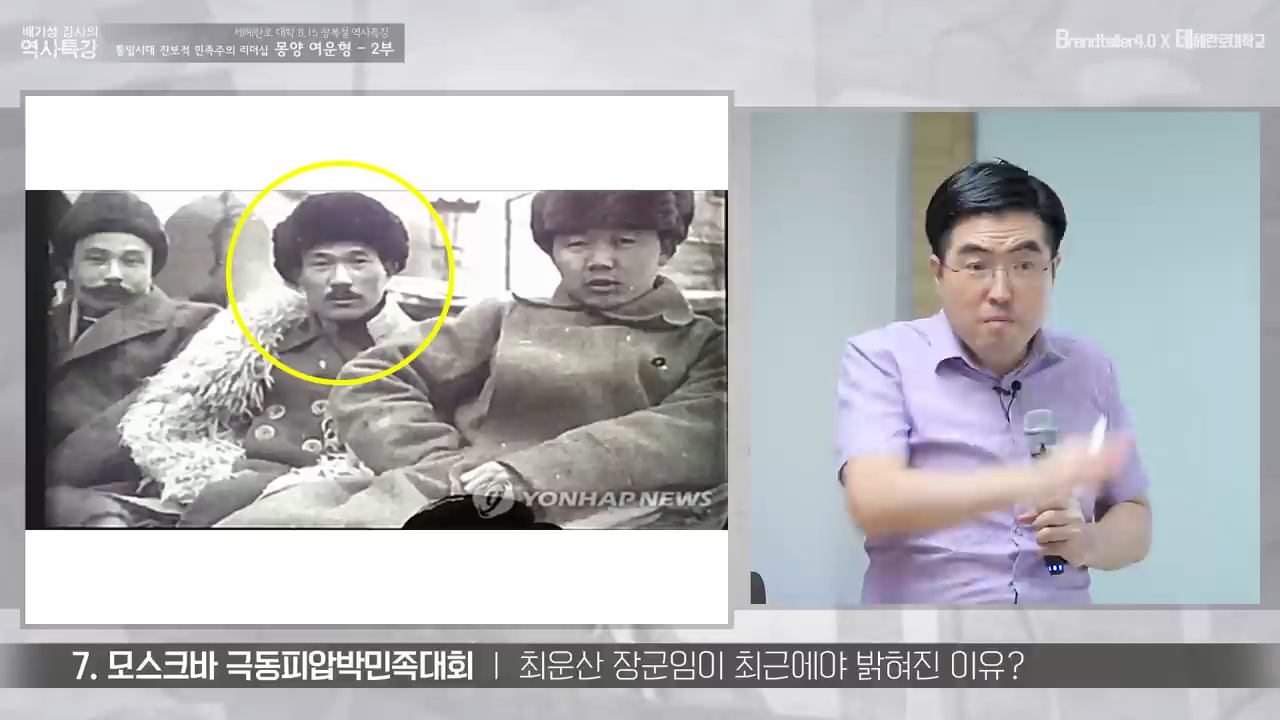 배기성 강사의
역사특강
테헤란로 대학 8.15 광복절 역사특강
통일시대 진보적 민족주의 리더십 몽양 여운형 - 2부
Brandteller4.0 X 테헤란로대학교
YONHAP NEWS
7. 모스크바 극동피압박민족대회 | 최운산 장군임이 최근에야 밝혀진 이유?